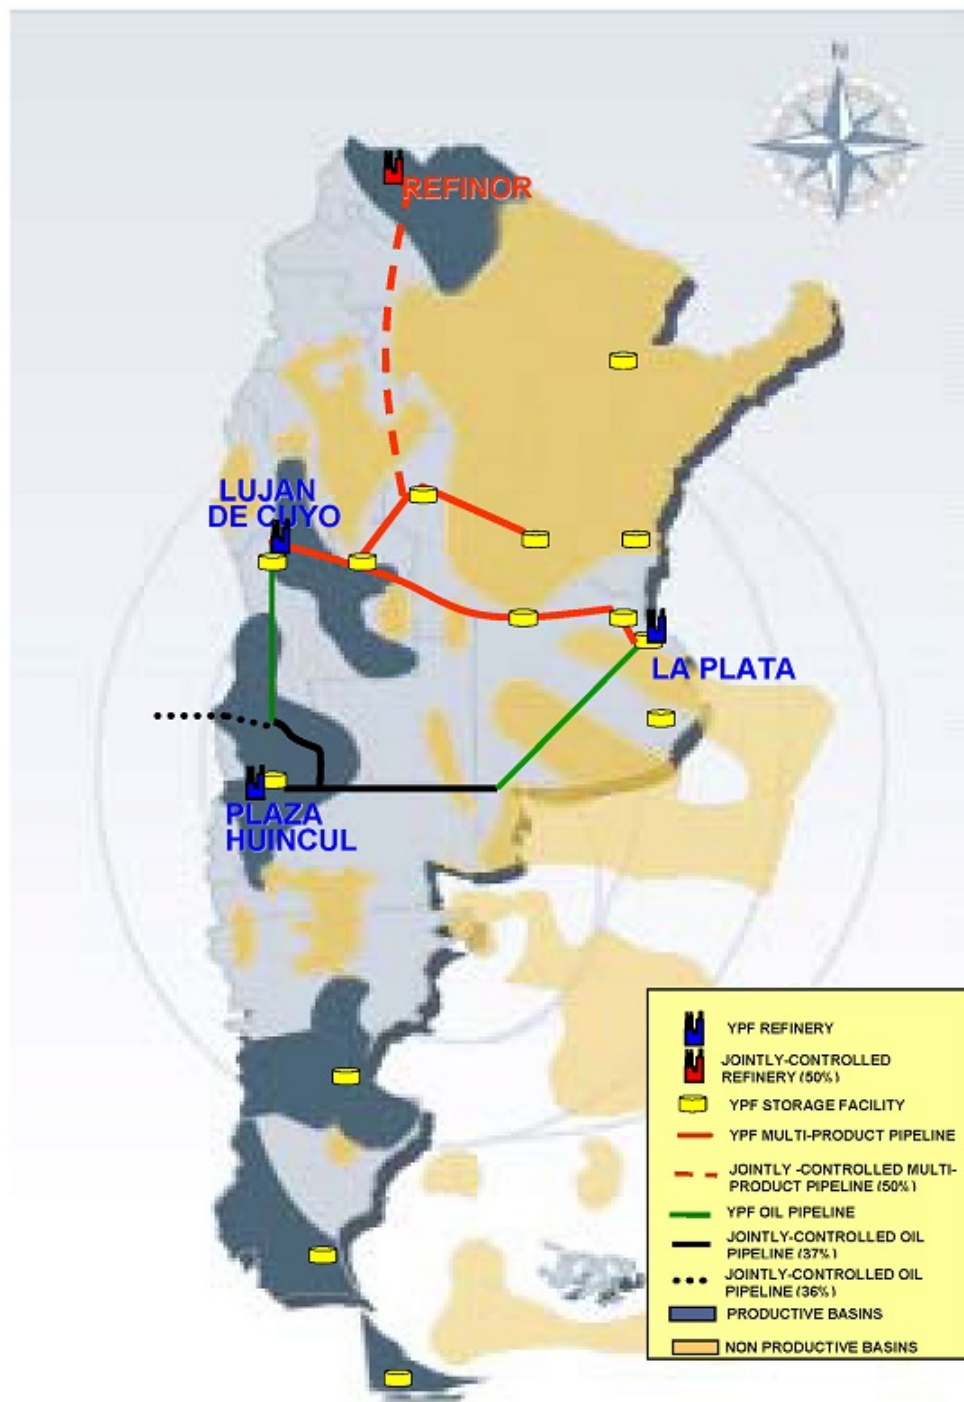 N
REFINOR
LUJAN
DE CUYO
LA PLATA
PLAZA
HUINCUL
YPF REFINERY
JOINTLY-CONTROLLED
REFINERY (50%)
YPF STORAGE FACILITY
YPF MULTI-PRODUCT PIPELINE
JOINTLY -CONTROLLED MULTI-
PRODUCT PIPELINE (50%)
YPF OIL PIPELINE
JOINTLY-CONTROLLED OIL
PIPELINE (37%)
JOINTLY-CONTROLLED OIL
PIPELINE (36%)
PRODUCTIVE BASINS
NON PRODUCTIVE BASINS